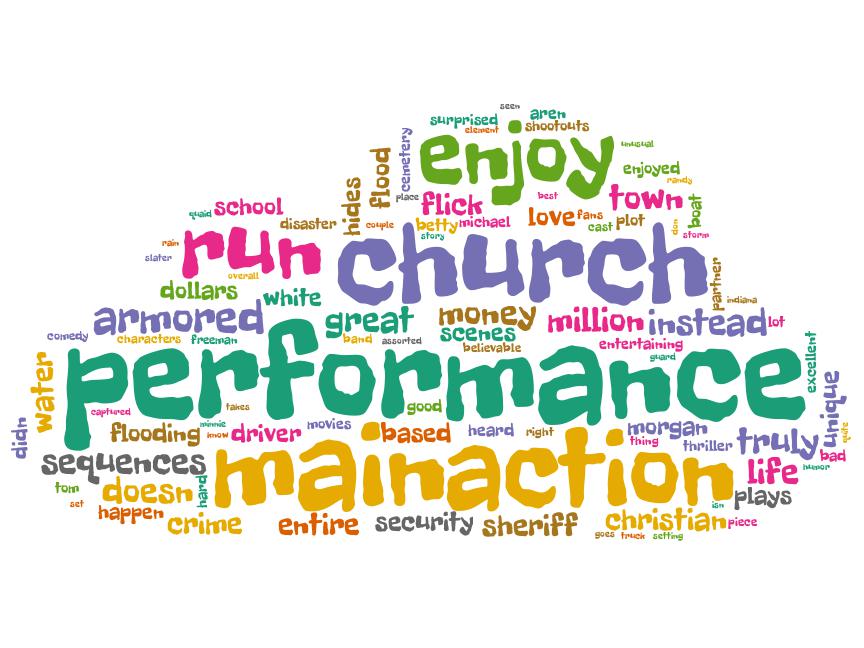 seen
surprised
aren
element
shootouts
enjoy
unusual
cemetery
flood
hides
enjoyed
randy
place
flick
best
town
boat
quaid
school
disaster
couple
betty
michael
love
fans
cast
plot
don
storm
story
rain
slater
run
church
overall
partner
indiana
dollars
white
armored
great
money
million
instead
lot
scenes
comedy
characters
freeman
band
assorted
believable
entertaining
guard
performance
excellent
water
captured
takes
good
quaid
didn
minnie
flooding
know
driver
movies
based
heard
right
morgan
thing
thriller
truly
quite
bad
humor
sequences
mainaction
life
tom
doesn
hard
plays
set
happen
isn
crime
entire
security
sheriff
christian
piece
goes
truck
setting